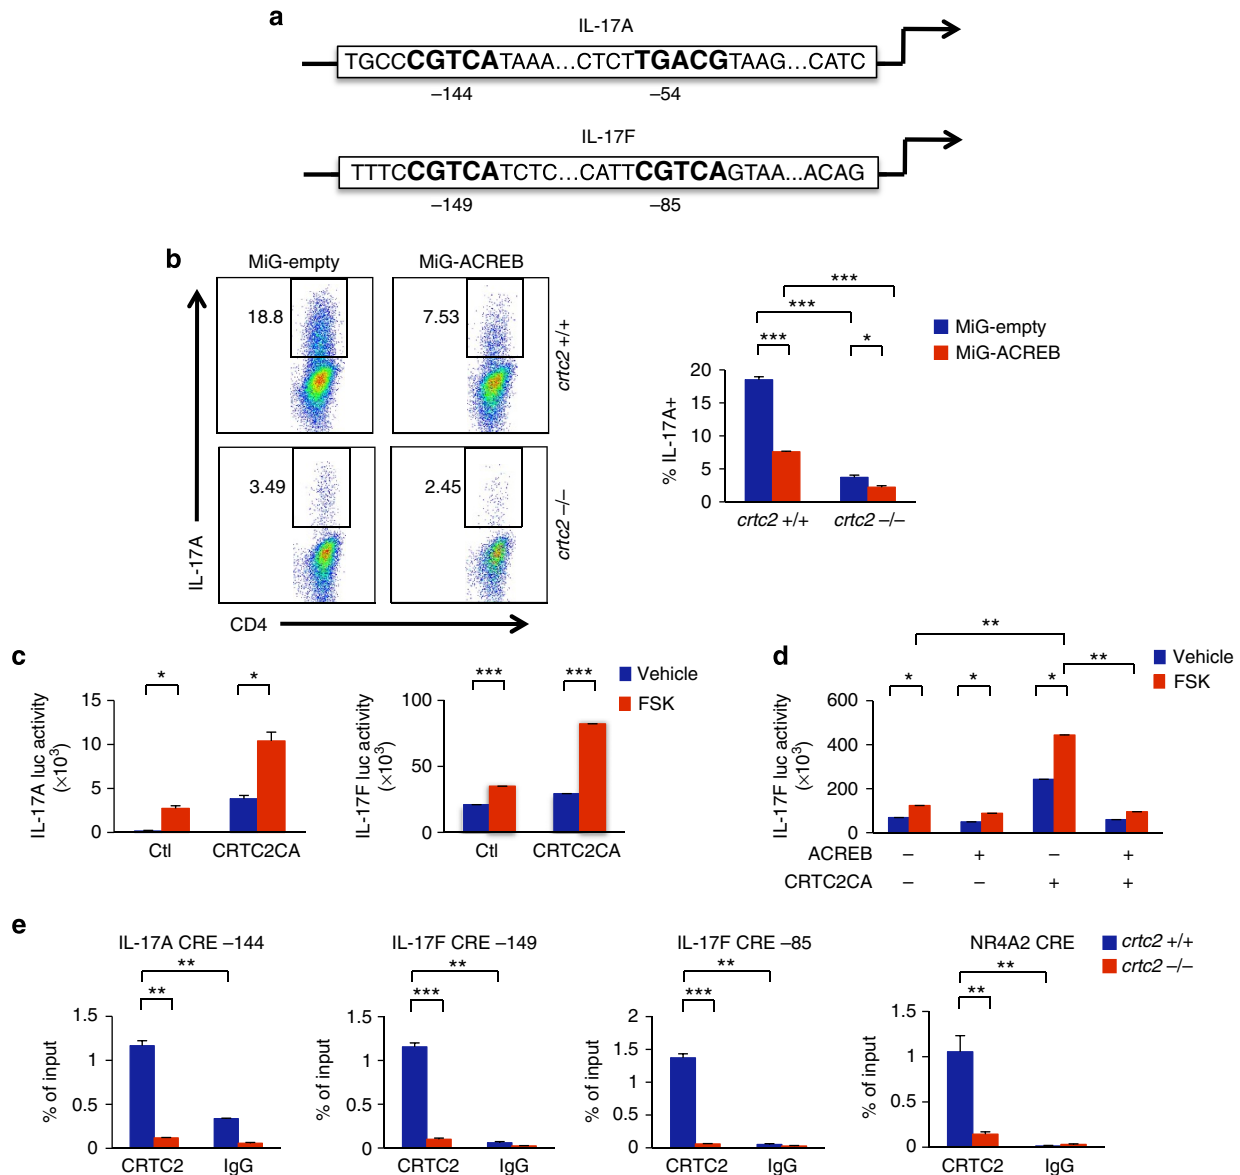 a
IL-17A
TGCCCGTCATAAA...CTCTTGACGTAAG...CATC
–144 –54
IL-17F
TTTCCGTCATCTC...CATTCGTCAGTAA...ACAG
–149 –85
b
MiG-empty MiG-ACREB
18.8 7.53
crtc2 +/+
3.49 2.45
crtc2 –/–
IL-17A
CD4
***
***
*** *
MiG-empty
MiG-ACREB
% IL-17A+
20
15
10
5
0
crtc2 +/+ crtc2 –/–
c
* *
IL-17A luc activity
(×10³)
15
10
5
0
Ctl CRTC2CA
*** ***
Vehicle
FSK
IL-17F luc activity
(×10³)
100
50
0
Ctl CRTC2CA
d
**
**
* * *
Vehicle
FSK
IL-17F luc activity
(×10³)
600
400
200
0
ACREB – + – +
CRTC2CA – – + +
e
IL-17A CRE –144
**
**
% of input
1.5
1
0.5
0
CRTC2 IgG
IL-17F CRE –149
**
***
% of input
1.5
1
0.5
0
CRTC2 IgG
IL-17F CRE –85
**
***
% of input
2
1.5
1
0.5
0
CRTC2 IgG
NR4A2 CRE
**
**
crtc2 +/+
crtc2 –/–
% of input
1.5
1
0.5
0
CRTC2 IgG